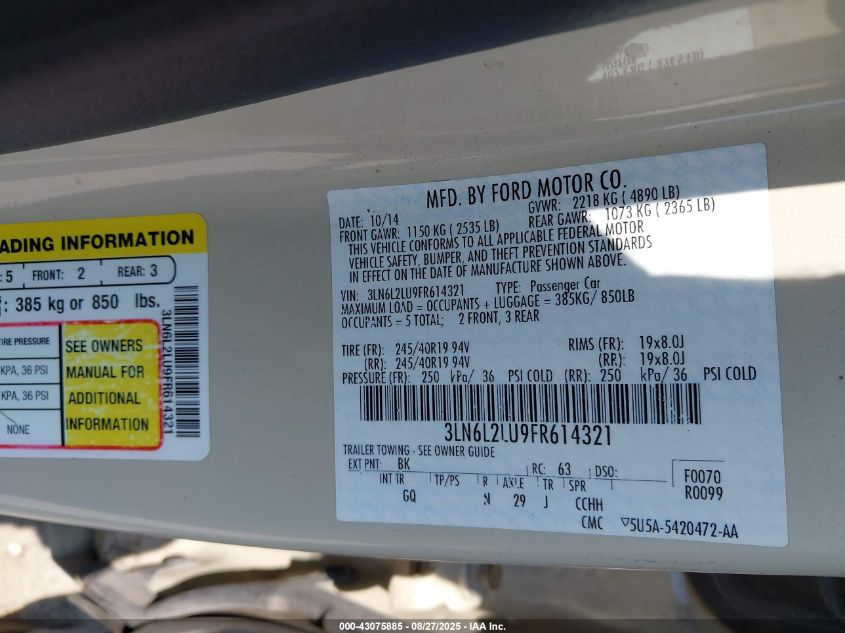 ADING INFORMATION
: 5 FRONT: 2 REAR: 3
: 385 kg or 850 lbs.
TIRE PRESSURE
KPA, 36 PSI
KPA, 36 PSI
NONE
SEE OWNERS
MANUAL FOR
ADDITIONAL
INFORMATION
3LN6L2LU9FR614321
MFD. BY FORD MOTOR CO.
DATE: 10/14 GVWR: 2218 KG ( 4890 LB)
FRONT GAWR: 1150 KG ( 2535 LB) REAR GAWR: 1073 KG ( 2365 LB)
THIS VEHICLE CONFORMS TO ALL APPLICABLE FEDERAL MOTOR
VEHICLE SAFETY, BUMPER, AND THEFT PREVENTION STANDARDS
IN EFFECT ON THE DATE OF MANUFACTURE SHOWN ABOVE.
VIN: 3LN6L2LU9FR614321 TYPE: Passenger Car
MAXIMUM LOAD = OCCUPANTS + LUGGAGE = 385KG/ 850LB
OCCUPANTS = 5 TOTAL; 2 FRONT, 3 REAR
TIRE (FR): 245/40R19 94V RIMS (FR): 19x8.0J
(RR): 245/40R19 94V (RR): 19x8.0J
PRESSURE (FR): 250 kPa/ 36 PSI COLD (RR): 250 kPa/ 36 PSI COLD
3LN6L2LU9FR614321
TRAILER TOWING - SEE OWNER GUIDE
EXT PNT: BK RC: 63 DSO: F0070
INT TR TP/PS R AXLE TR SPR R0099
GQ N 29 J CCHH
CMC 5U5A-5420472-AA
000-43075885 - 08/27/2025 - IAA Inc.